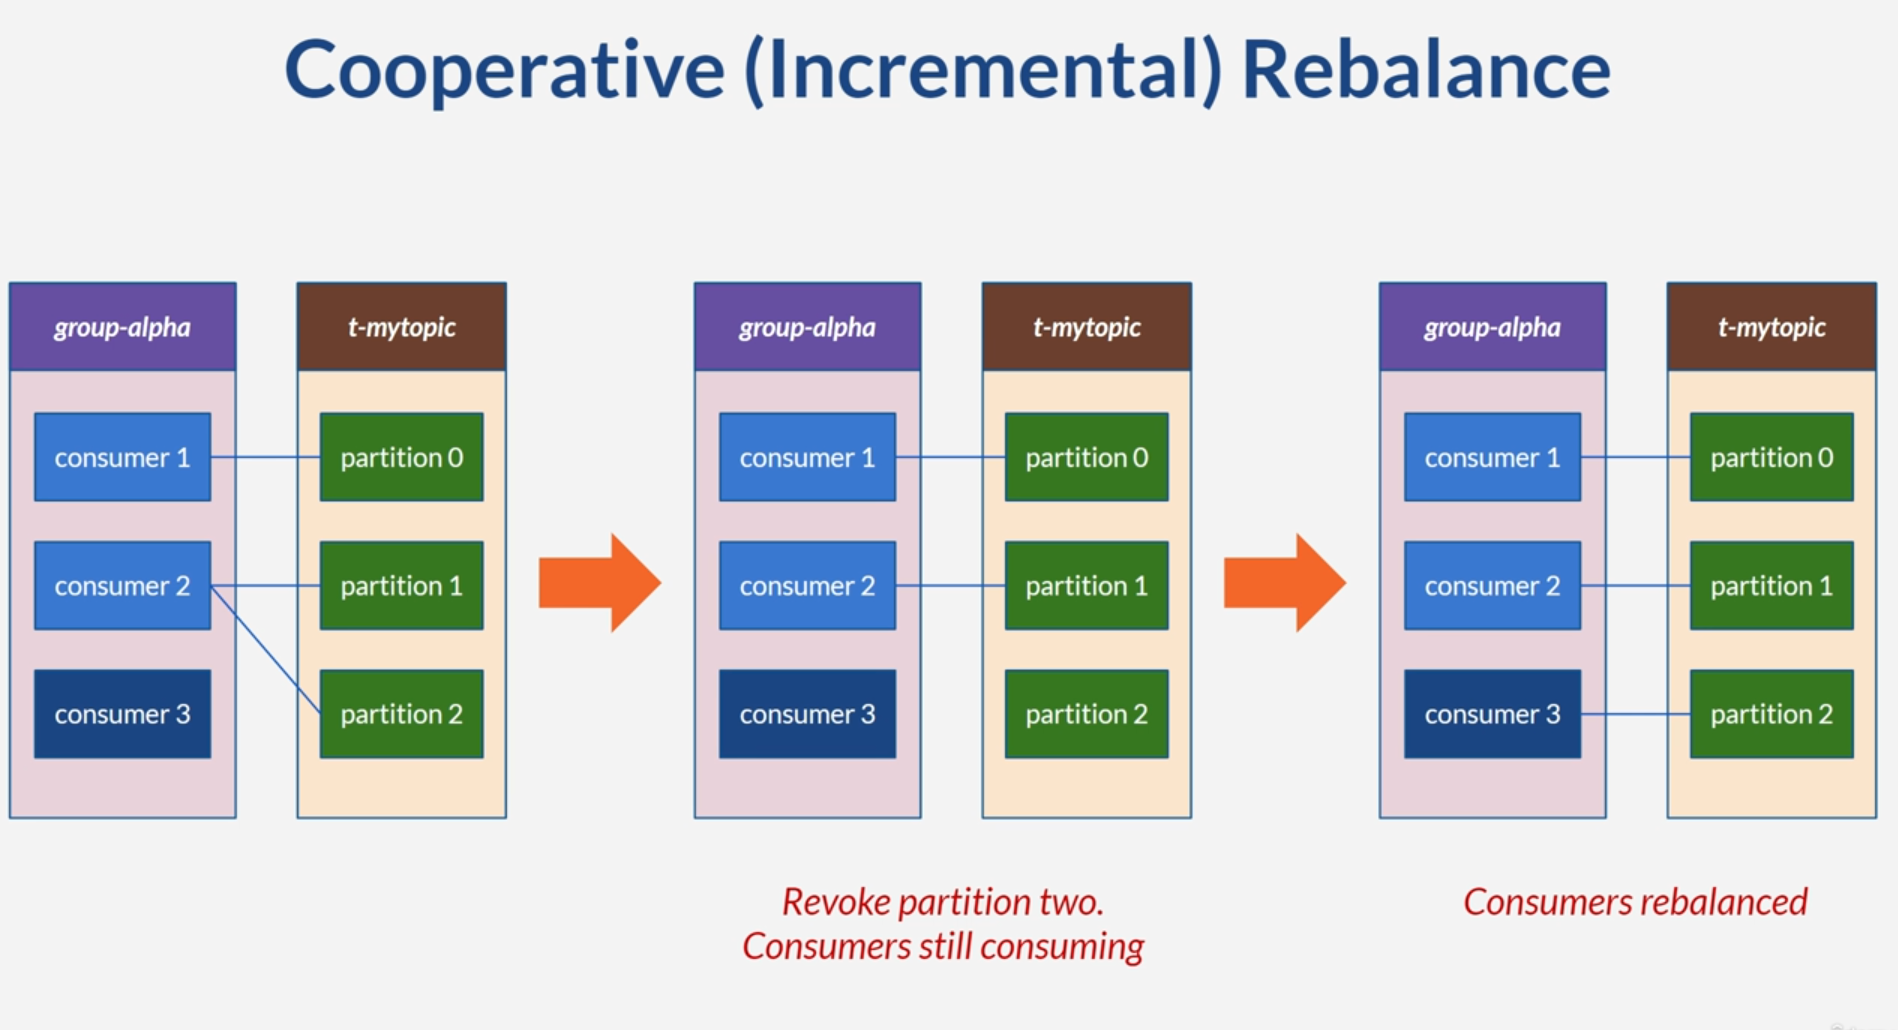 Cooperative (Incremental) Rebalance
group-alpha
consumer 1
consumer 2
consumer 3
t-mytopic
partition 0
partition 1
partition 2
group-alpha
consumer 1
consumer 2
consumer 3
t-mytopic
partition 0
partition 1
partition 2
Revoke partition two.
Consumers still consuming
group-alpha
consumer 1
consumer 2
consumer 3
t-mytopic
partition 0
partition 1
partition 2
Consumers rebalanced